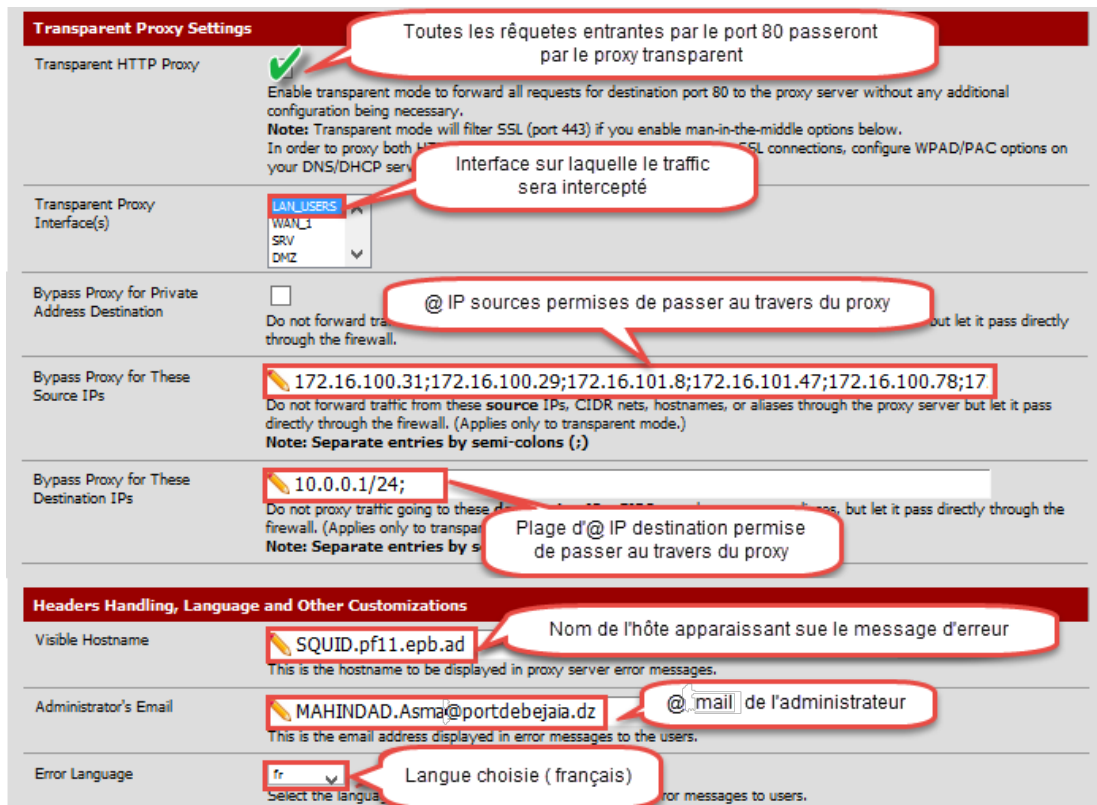 Transparent Proxy Settings
Toutes les rêquetes entrantes par le port 80 passeront
par le proxy transparent
Transparent HTTP Proxy
Enable transparent mode to forward all requests for destination port 80 to the proxy server without any additional
configuration being necessary.
Note: Transparent mode will filter SSL (port 443) if you enable man-in-the-middle options below.
In order to proxy both SSL connections, configure WPAD/PAC options on
your DNS/DHCP
Interface sur laquelle le traffic
sera intercepté
Transparent Proxy
Interface(s)
LAN_USERS
WAN_1
SRV
DMZ
Bypass Proxy for Private
Address Destination
@ IP sources permises de passer au travers du proxy
Do not forward but let it pass directly
through the firewall.
Bypass Proxy for These
Source IPs
172.16.100.31;172.16.100.29;172.16.101.8;172.16.101.47;172.16.100.78;17
Do not forward traffic from these source IPs, CIDR nets, hostnames, or aliases through the proxy server but let it pass
directly through the firewall. (Applies only to transparent mode.)
Note: Separate entries by semi-colons (;)
Bypass Proxy for These
Destination IPs
10.0.0.1/24;
Do not proxy traffic going to these but let it pass directly through the
firewall. (Applies only to
Note: Separate entries by
Plage d'@ IP destination permise
de passer au travers du proxy
Headers Handling, Language and Other Customizations
Visible Hostname
Nom de l'hôte apparaissant sue le message d'erreur
SQUID.pf11.epb.ad
This is the hostname to be displayed in proxy server error messages.
Administrator's Email
@ mail de l'administrateur
MAHINDAD.Asma@portdebejaia.dz
This is the email address displayed in error messages to the users.
Error Language
fr
Langue choisie ( français)
Select the messages to users.